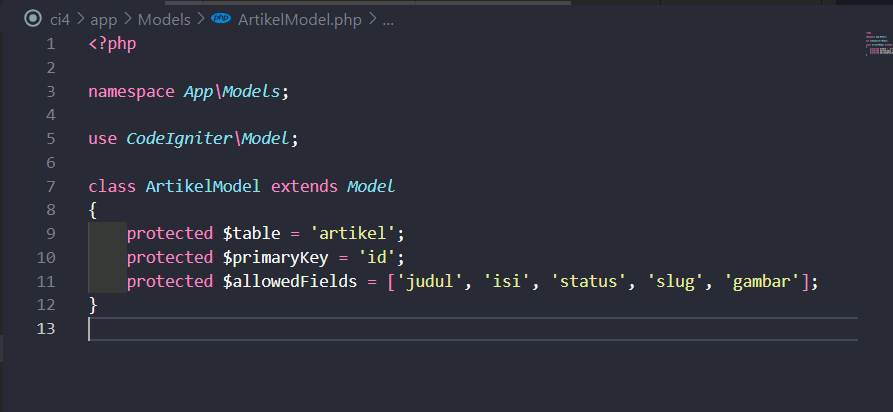 ci4 > app > Models > php ArtikelModel.php > ...
1 <?php
2
3 namespace App\Models;
4
5 use CodeIgniter\Model;
6
7 class ArtikelModel extends Model
8 {
9 protected $table = 'artikel';
10 protected $primaryKey = 'id';
11 protected $allowedFields = ['judul', 'isi', 'status', 'slug', 'gambar'];
12 }
13